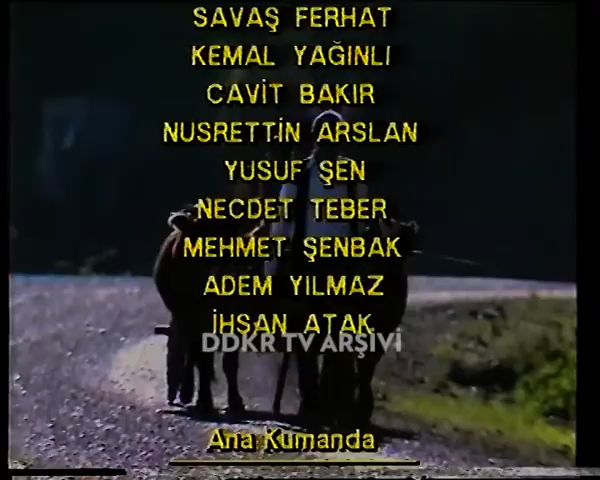 SAVAŞ FERHAT
KEMAL YAĞINLI
CAVİT BAKIR
NUSRETTİN ARSLAN
YUSUF ŞEN
NECDET TEBER
MEHMET ŞENBAK
ADEM YILMAZ
İHSAN ATAK
DDKR TV ARŞİVİ
Ana Kumanda